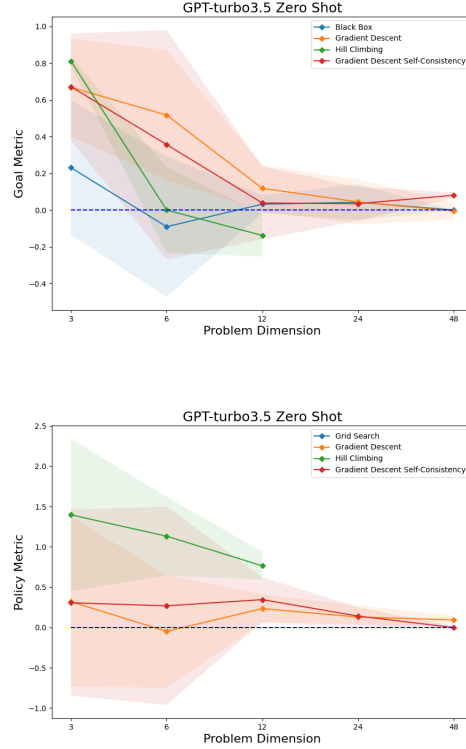 GPT-turbo3.5 Zero Shot
Black Box
Gradient Descent
Hill Climbing
Gradient Descent Self-Consistency
Goal Metric
1.0
0.8
0.6
0.4
0.2
0.0
−0.2
−0.4
3 6 12 24 48
Problem Dimension
GPT-turbo3.5 Zero Shot
Grid Search
Gradient Descent
Hill Climbing
Gradient Descent Self-Consistency
Policy Metric
2.5
2.0
1.5
1.0
0.5
0.0
−0.5
−1.0
3 6 12 24 48
Problem Dimension